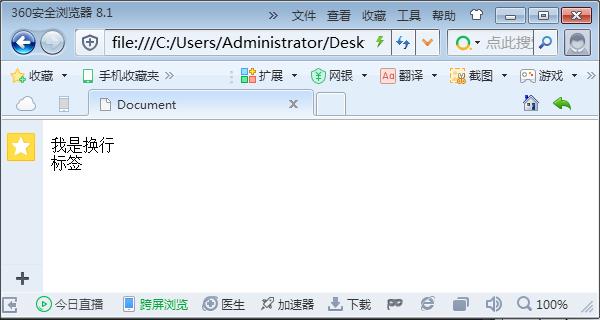 360安全浏览器 8.1 » 文件 查看 收藏 工具 帮助
file:///C:/Users/Administrator/Desk 点此搜
收藏 手机收藏夹 » 扩展 网银 Aa 翻译 截图 游戏 »
Document
我是换行
标签
今日直播 跨屏浏览 医生 加速器 下载 100%